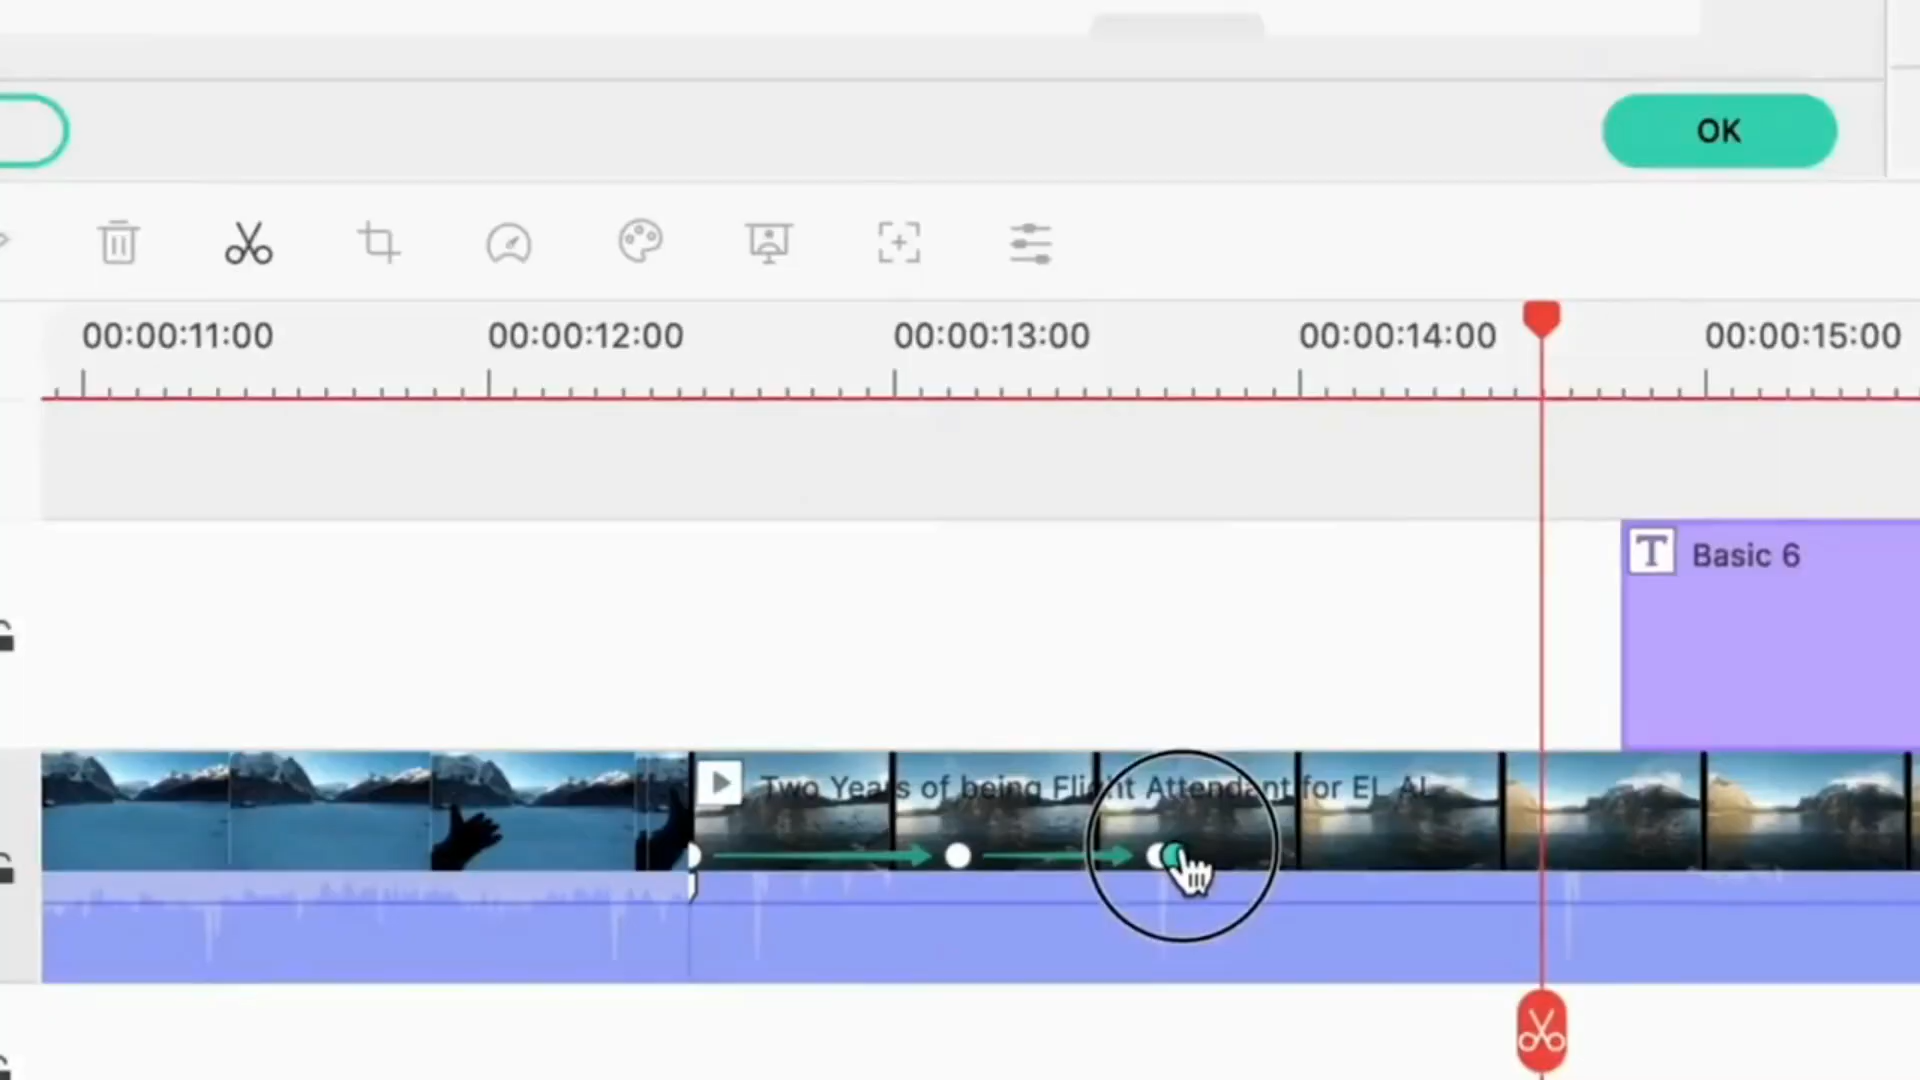 OK
00:00:11:00 00:00:12:00 00:00:13:00 00:00:14:00 00:00:15:00
T Basic 6
Two Years of being Flight Attendant for EL AL